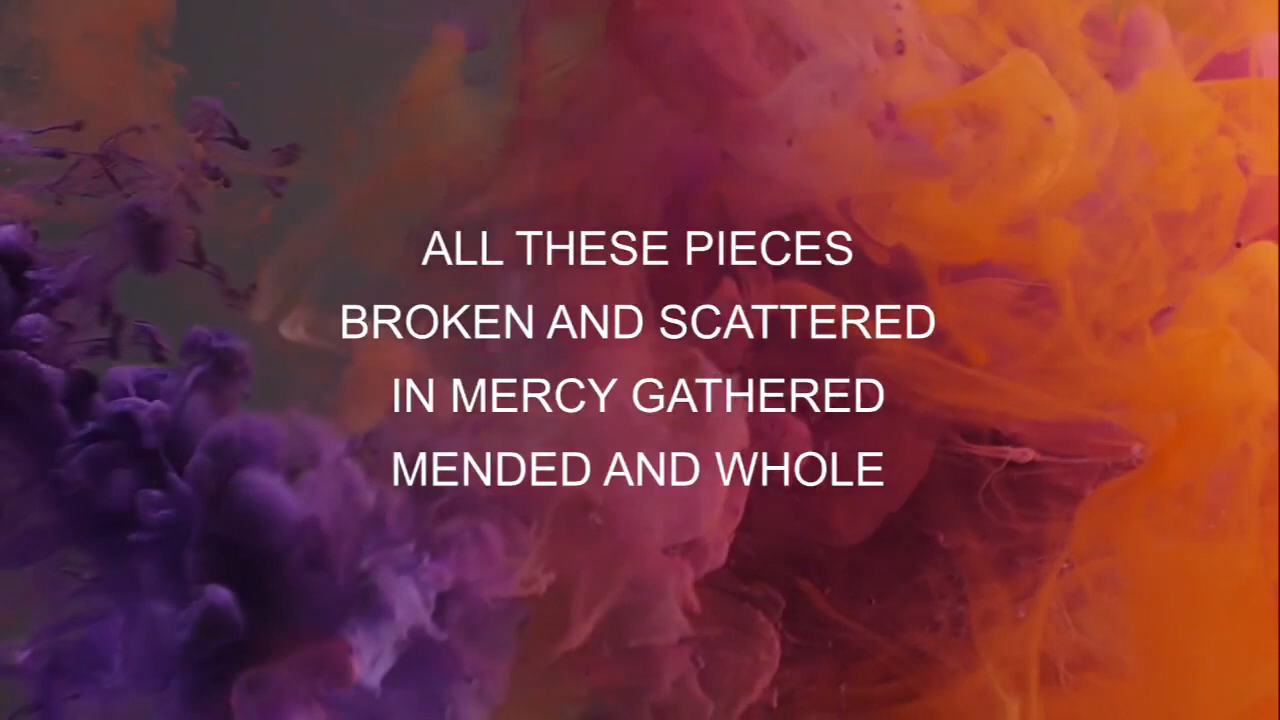 ALL THESE PIECES
BROKEN AND SCATTERED
IN MERCY GATHERED
MENDED AND WHOLE